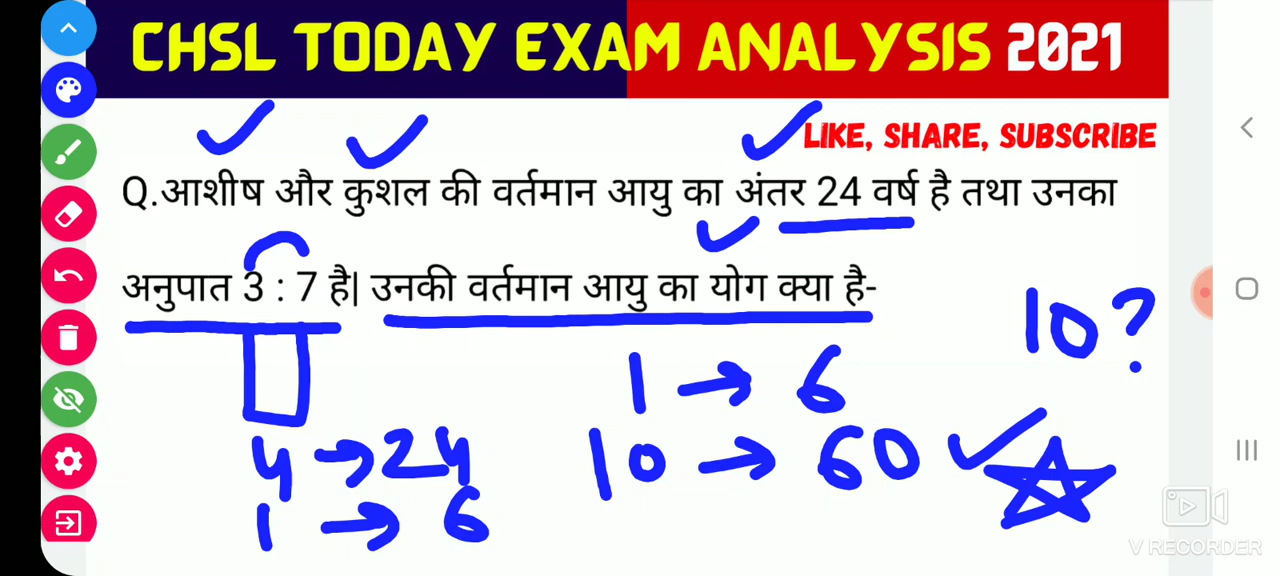 CHSL TODAY EXAM ANALYSIS 2021
LIKE, SHARE, SUBSCRIBE
Q.आशीष और कुशल की वर्तमान आयु का अंतर 24 वर्ष है तथा उनका
अनुपात 3 : 7 है| उनकी वर्तमान आयु का योग क्या है-
10 ?
1 → 6
4 → 24
10 → 60
1 → 6
V RECORDER